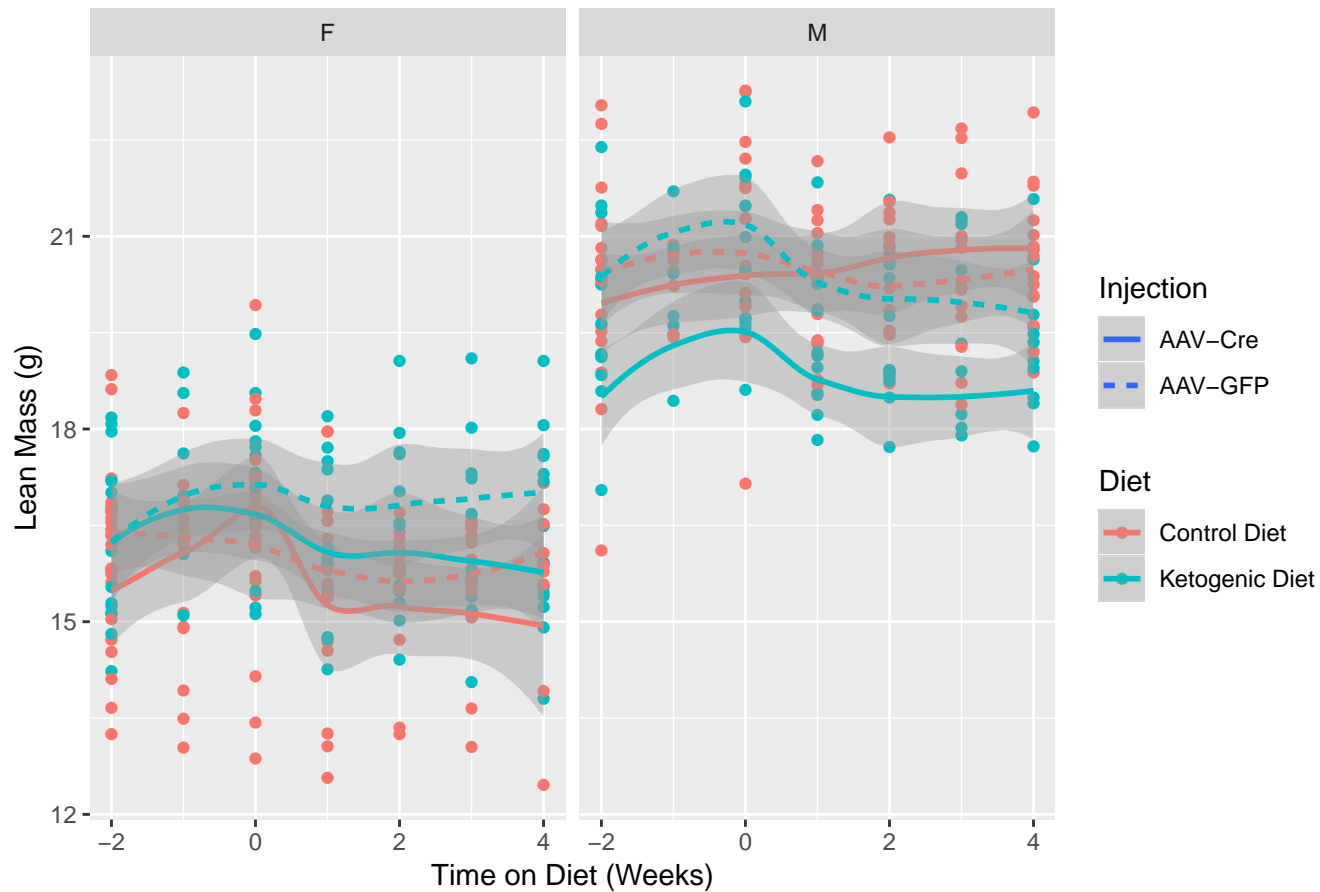 F
M
Lean Mass (g)
21
18
15
12
−2
0
2
4
−2
0
2
4
Time on Diet (Weeks)
Injection
AAV−Cre
AAV−GFP
Diet
Control Diet
Ketogenic Diet